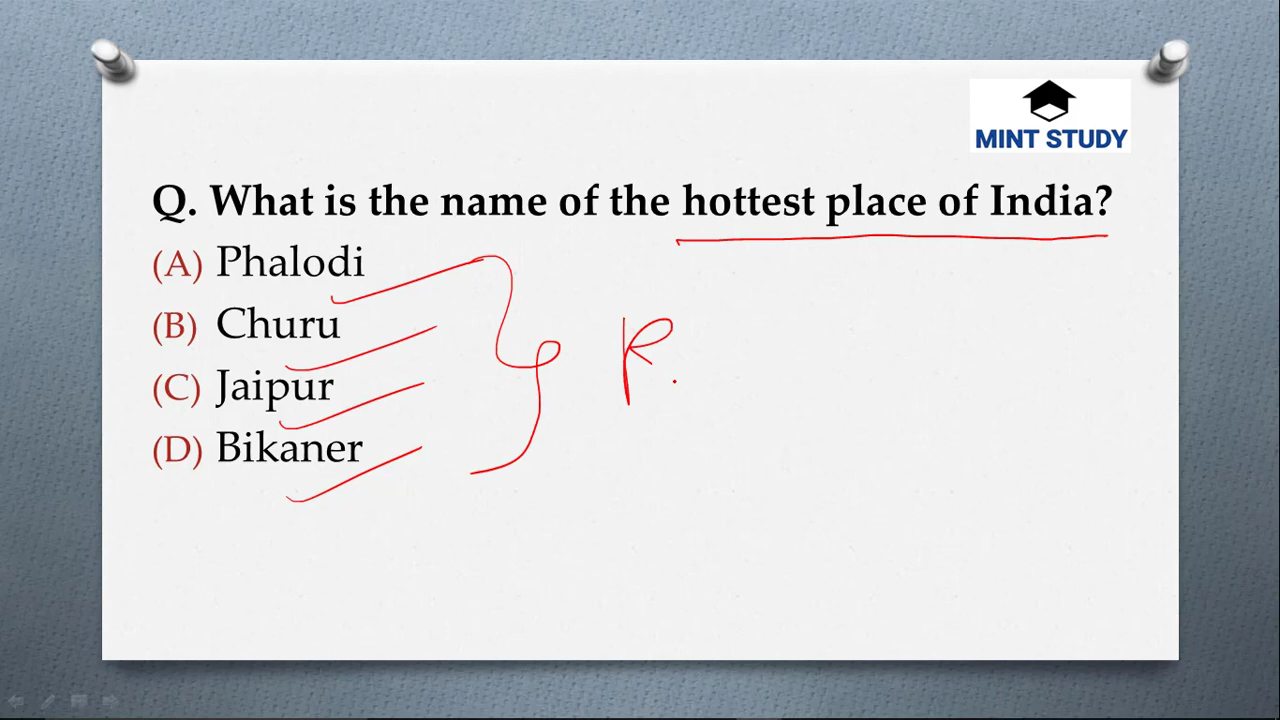 MINT STUDY
Q. What is the name of the hottest place of India?
(A) Phalodi
(B) Churu
(C) Jaipur
(D) Bikaner
R.